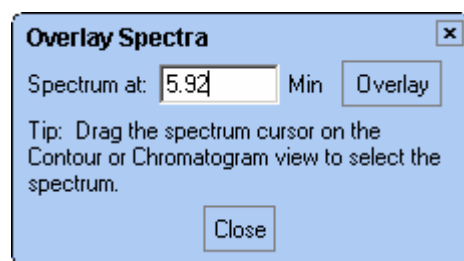 Overlay Spectra
Spectrum at: 5.92 Min Overlay
Tip: Drag the spectrum cursor on the
Contour or Chromatogram view to select the
spectrum.
Close